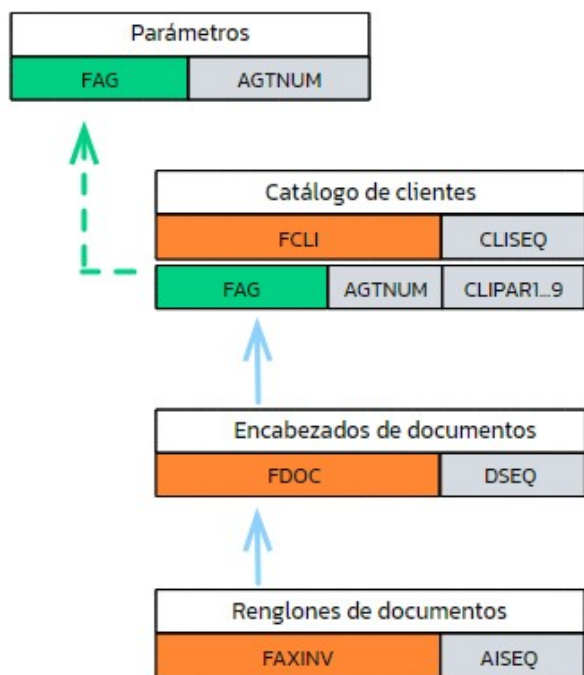 Parámetros
FAG AGTNUM
Catálogo de clientes
FCLI CLISEQ
FAG AGTNUM CLIPAR1...9
Encabezados de documentos
FDOC DSEQ
Renglones de documentos
FAXINV AISEQ